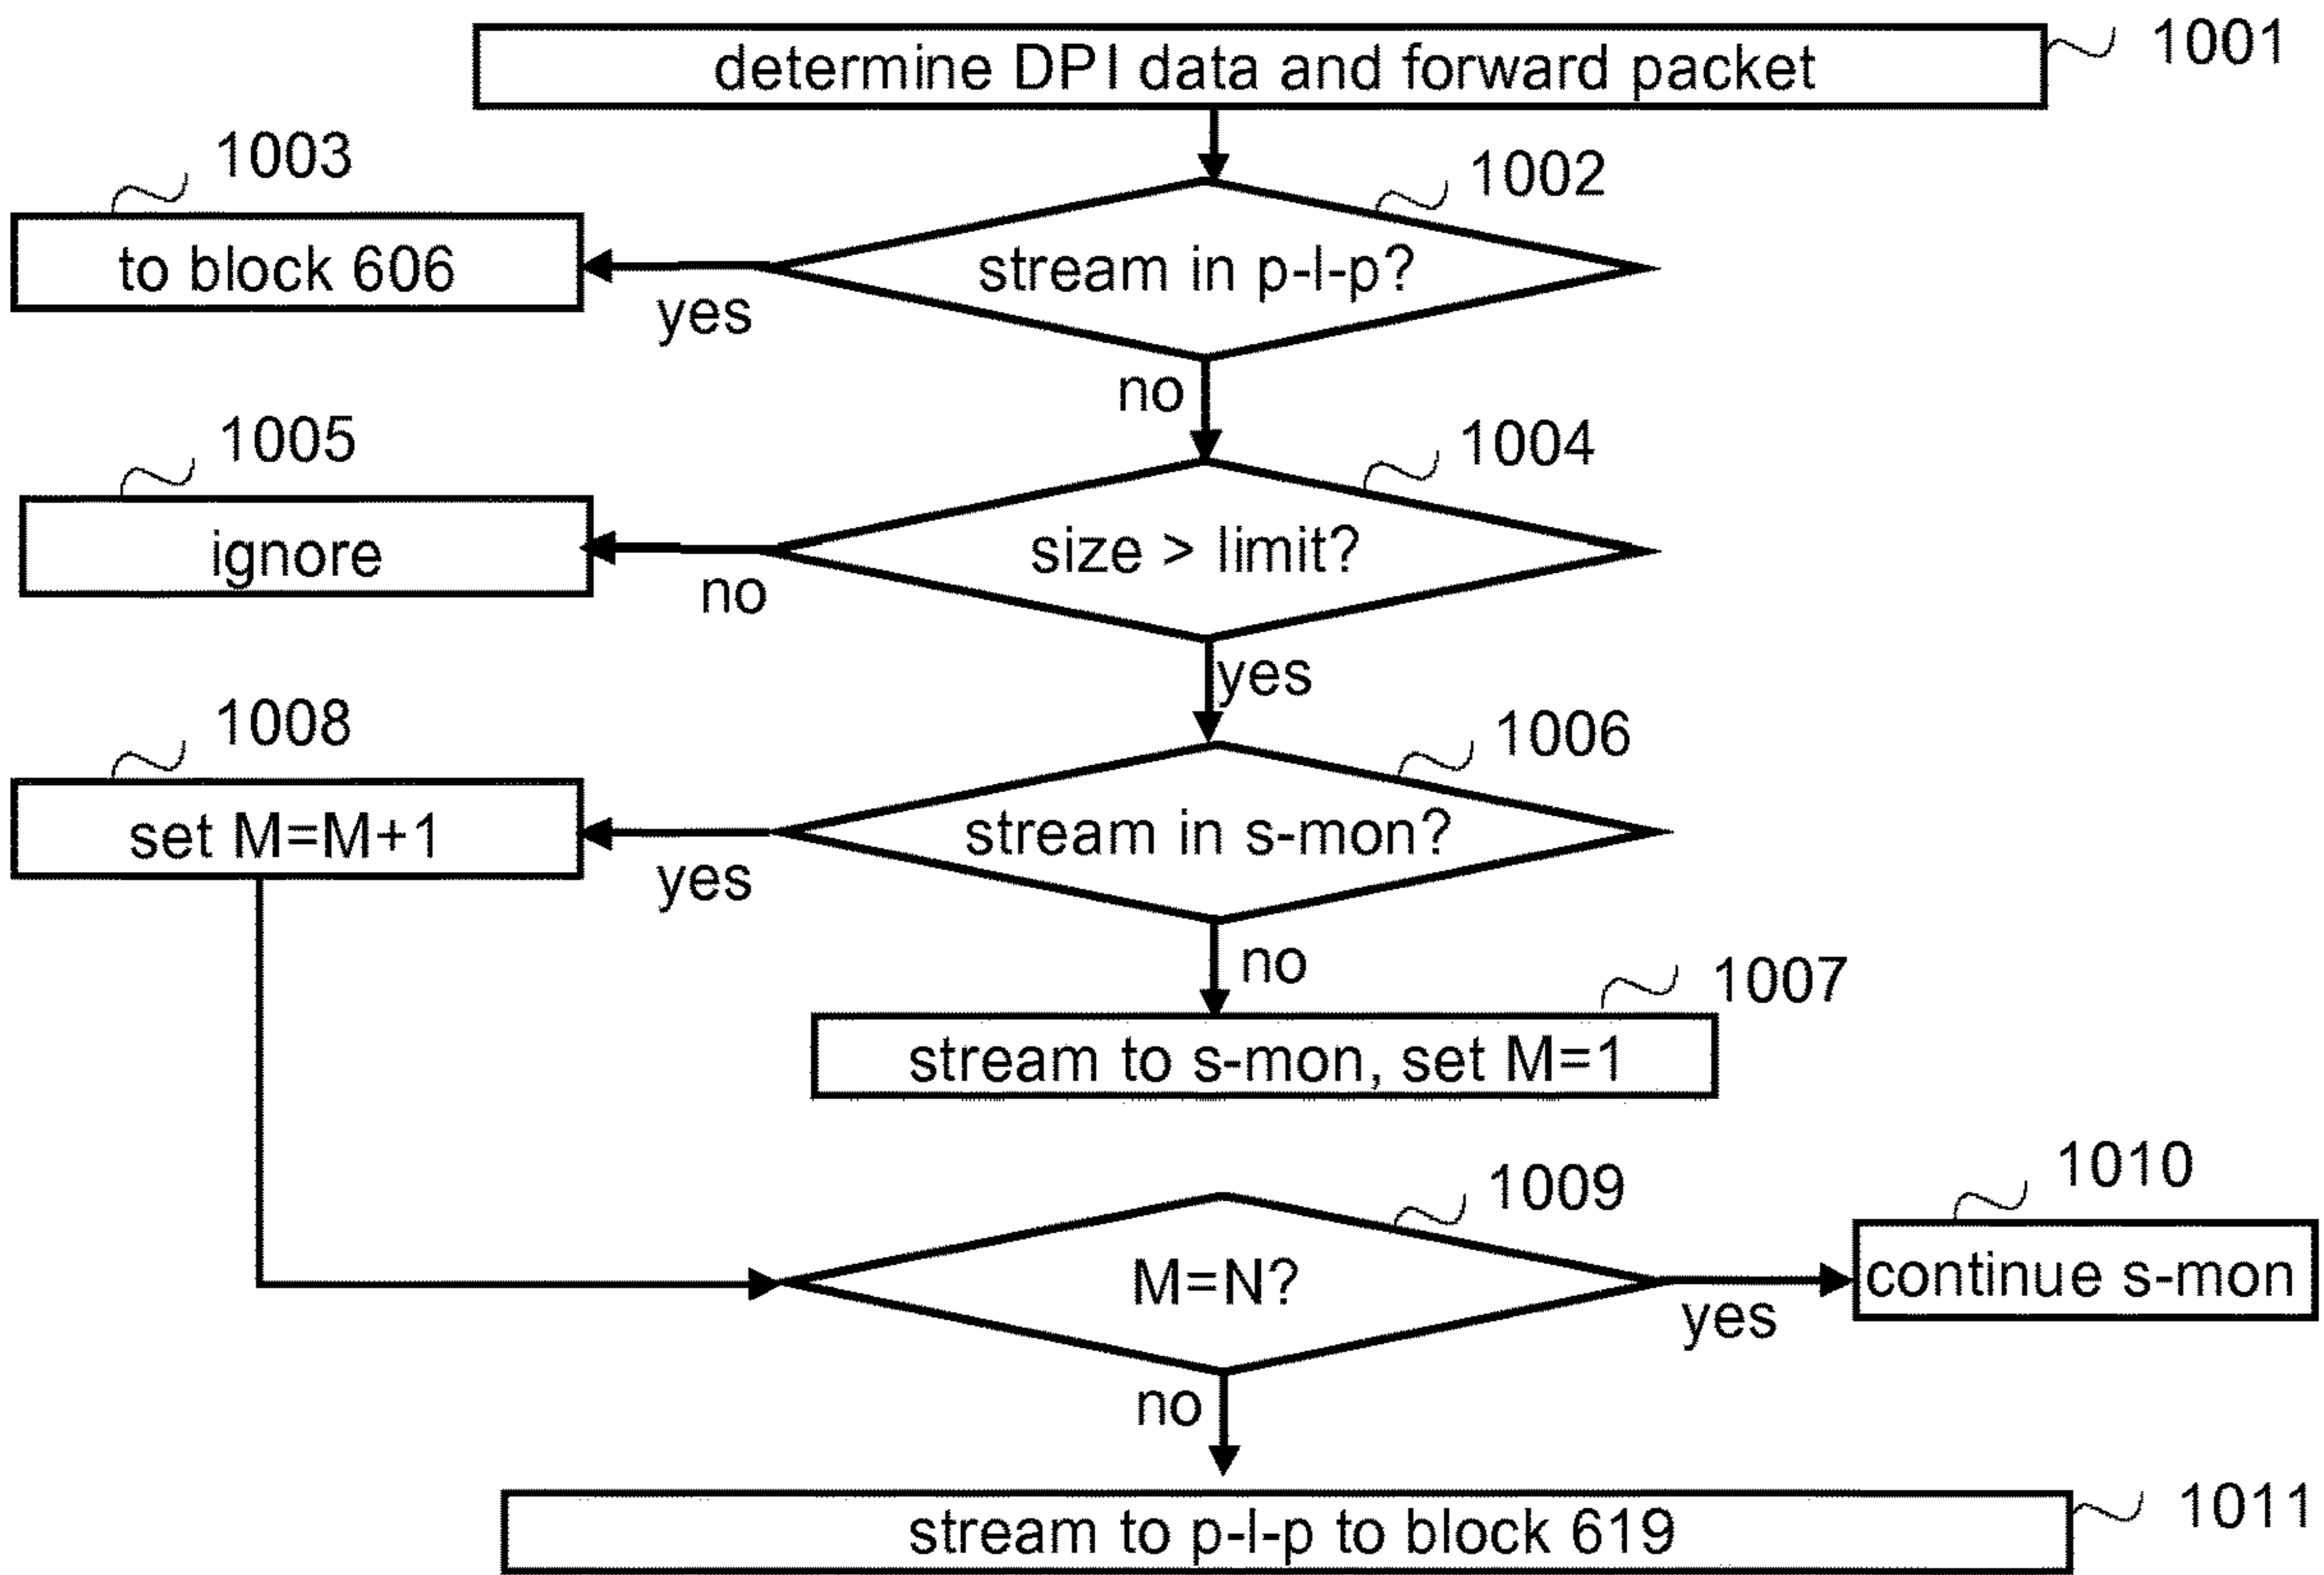 determine DPI data and forward packet
1001
1003
1002
to block 606
stream in p-l-p?
yes
no
1005
1004
ignore
size > limit?
no
yes
1008
1006
set M=M+1
stream in s-mon?
yes
no
1007
stream to s-mon, set M=1
1009
1010
M=N?
continue s-mon
yes
no
1011
stream to p-l-p to block 619